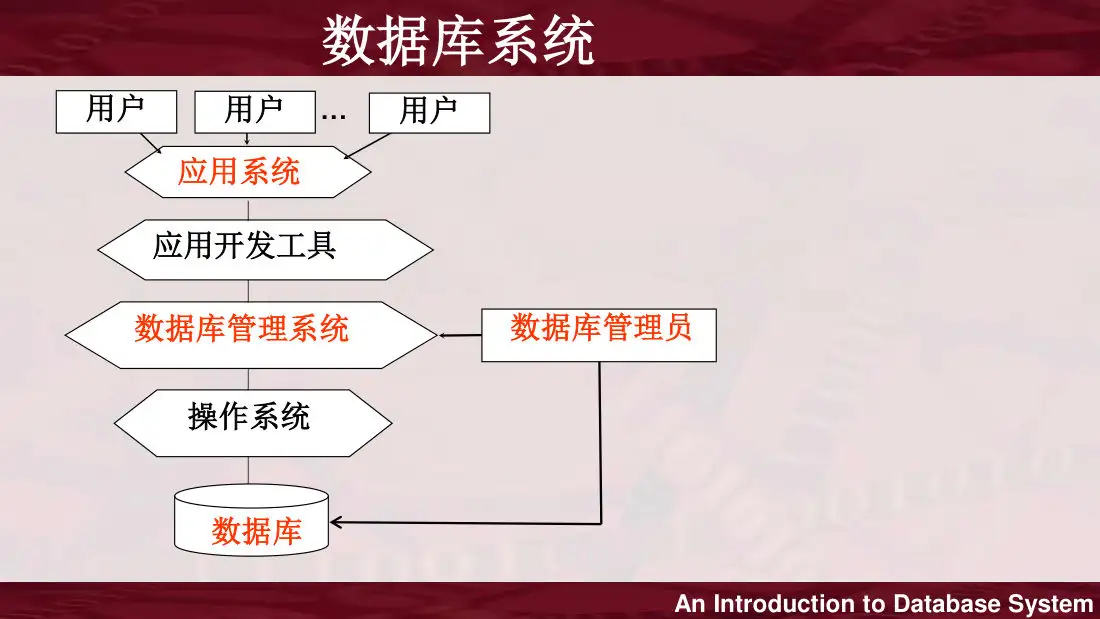 数据库系统
用户 用户 … 用户
应用系统
应用开发工具
数据库管理系统 数据库管理员
操作系统
数据库
An Introduction to Database System